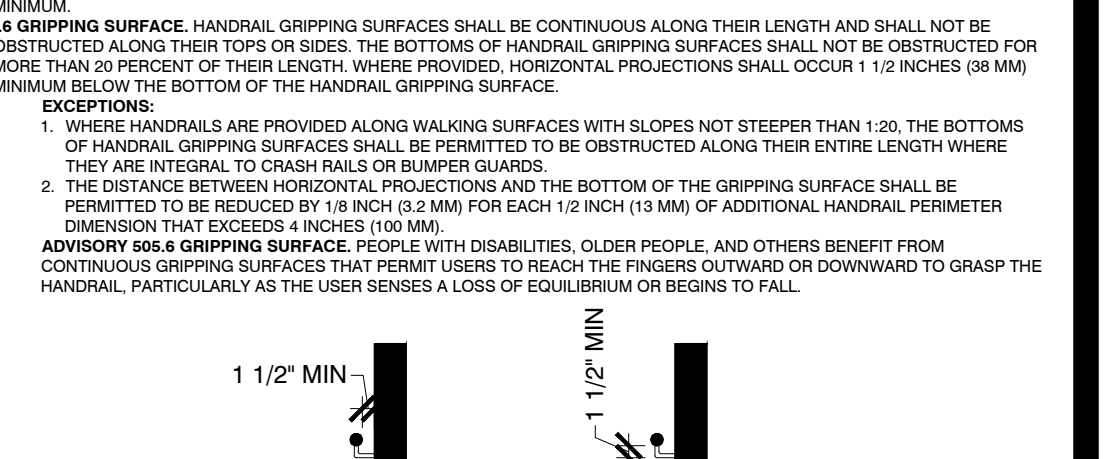 MINIMUM.
.6 GRIPPING SURFACE. HANDRAIL GRIPPING SURFACES SHALL BE CONTINUOUS ALONG THEIR LENGTH AND SHALL NOT BE
OBSTRUCTED ALONG THEIR TOPS OR SIDES. THE BOTTOMS OF HANDRAIL GRIPPING SURFACES SHALL NOT BE OBSTRUCTED FOR
MORE THAN 20 PERCENT OF THEIR LENGTH. WHERE PROVIDED, HORIZONTAL PROJECTIONS SHALL OCCUR 1 1/2 INCHES (38 MM)
MINIMUM BELOW THE BOTTOM OF THE HANDRAIL GRIPPING SURFACE.
EXCEPTIONS:
1. WHERE HANDRAILS ARE PROVIDED ALONG WALKING SURFACES WITH SLOPES NOT STEEPER THAN 1:20, THE BOTTOMS
OF HANDRAIL GRIPPING SURFACES SHALL BE PERMITTED TO BE OBSTRUCTED ALONG THEIR ENTIRE LENGTH WHERE
THEY ARE INTEGRAL TO CRASH RAILS OR BUMPER GUARDS.
2. THE DISTANCE BETWEEN HORIZONTAL PROJECTIONS AND THE BOTTOM OF THE GRIPPING SURFACE SHALL BE
PERMITTED TO BE REDUCED BY 1/8 INCH (3.2 MM) FOR EACH 1/2 INCH (13 MM) OF ADDITIONAL HANDRAIL PERIMETER
DIMENSION THAT EXCEEDS 4 INCHES (100 MM).
ADVISORY 505.6 GRIPPING SURFACE. PEOPLE WITH DISABILITIES, OLDER PEOPLE, AND OTHERS BENEFIT FROM
CONTINUOUS GRIPPING SURFACES THAT PERMIT USERS TO REACH THE FINGERS OUTWARD OR DOWNWARD TO GRASP THE
HANDRAIL, PARTICULARLY AS THE USER SENSES A LOSS OF EQUILIBRIUM OR BEGINS TO FALL.
1 1/2" MIN
1 1/2" MIN